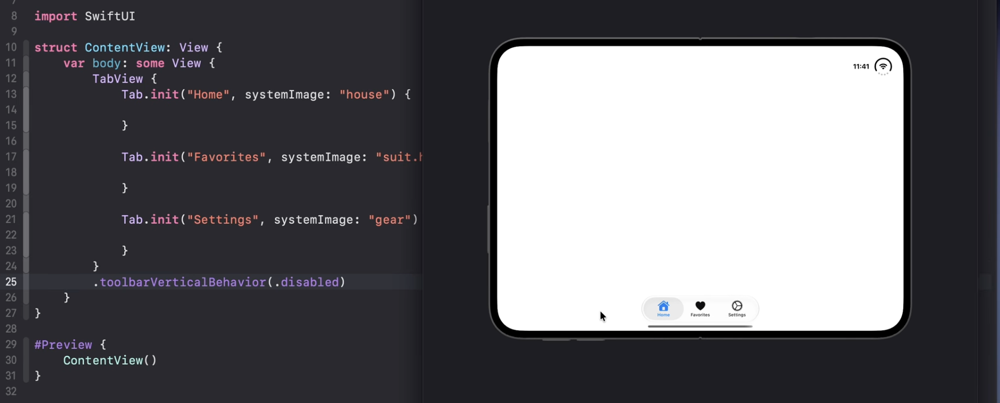 8 import SwiftUI
9
10 struct ContentView: View {
11 var body: some View {
12 TabView {
13 Tab.init("Home", systemImage: "house") {
14
15 }
16
17 Tab.init("Favorites", systemImage: "suit.h
18
19 }
20
21 Tab.init("Settings", systemImage: "gear")
22
23 }
24 }
25 .toolbarVerticalBehavior(.disabled)
26 }
27 }
28
29 #Preview {
30 ContentView()
31 }
32
11:41
Home Favorites Settings